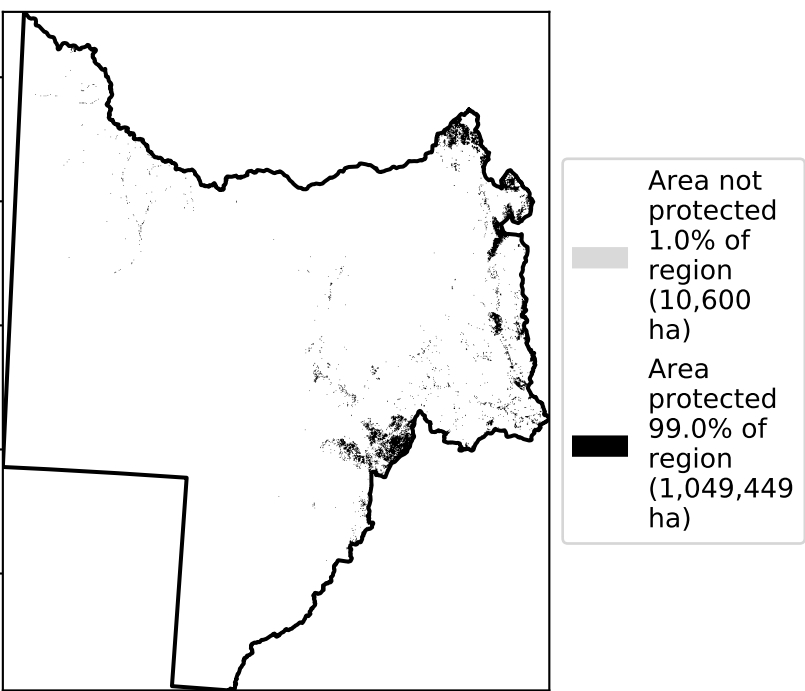 Area not
protected
1.0% of
region
(10,600
ha)
Area
protected
99.0% of
region
(1,049,449
ha)